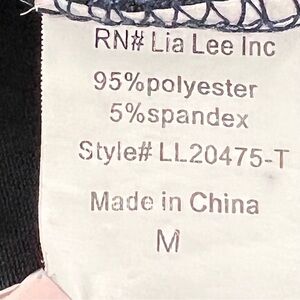 RN# Lia Lee Inc
95%polyester
5%spandex
Style# LL20475-T
Made in China
M